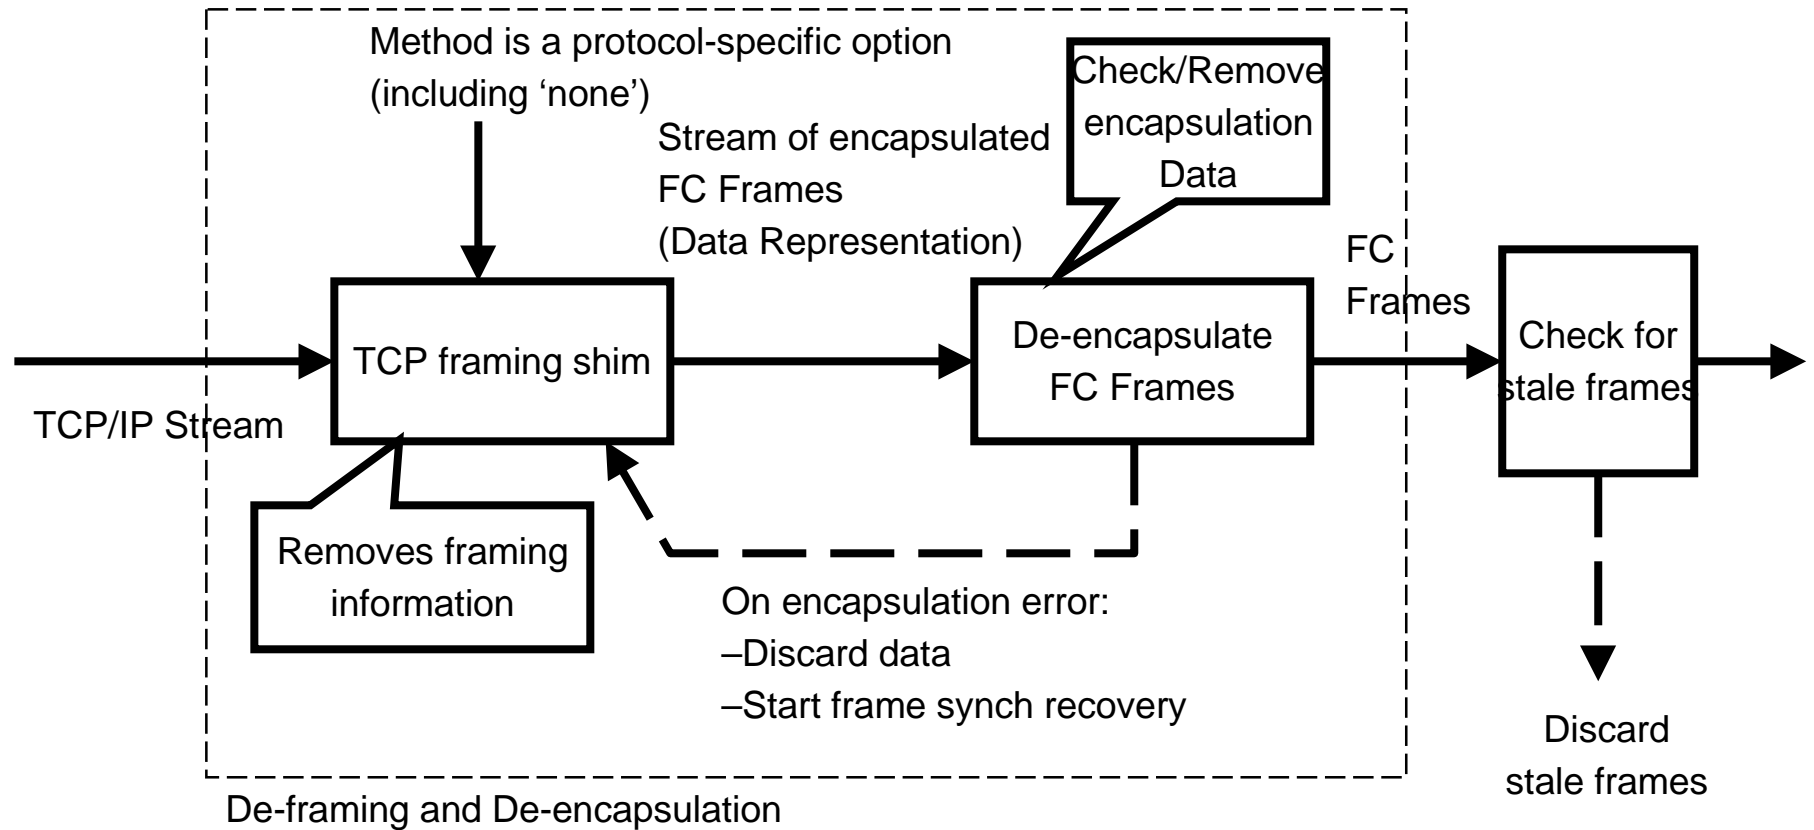 Method is a protocol-specific option
(including ‘none’)
Check/Remove
encapsulation
Data
Stream of encapsulated
FC Frames
(Data Representation)
FC
Frames
TCP framing shim
De-encapsulate
FC Frames
Check for
stale frames
TCP/IP Stream
Removes framing
information
On encapsulation error:
–Discard data
–Start frame synch recovery
Discard
stale frames
De-framing and De-encapsulation